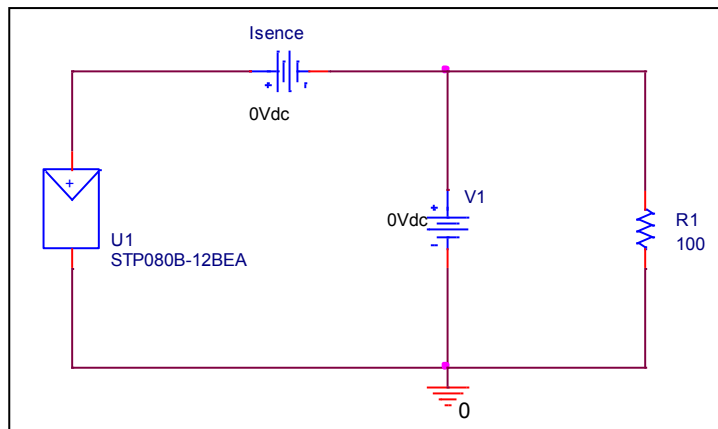 Isence
0Vdc
V1
0Vdc
R1
100
U1
STP080B-12BEA
0